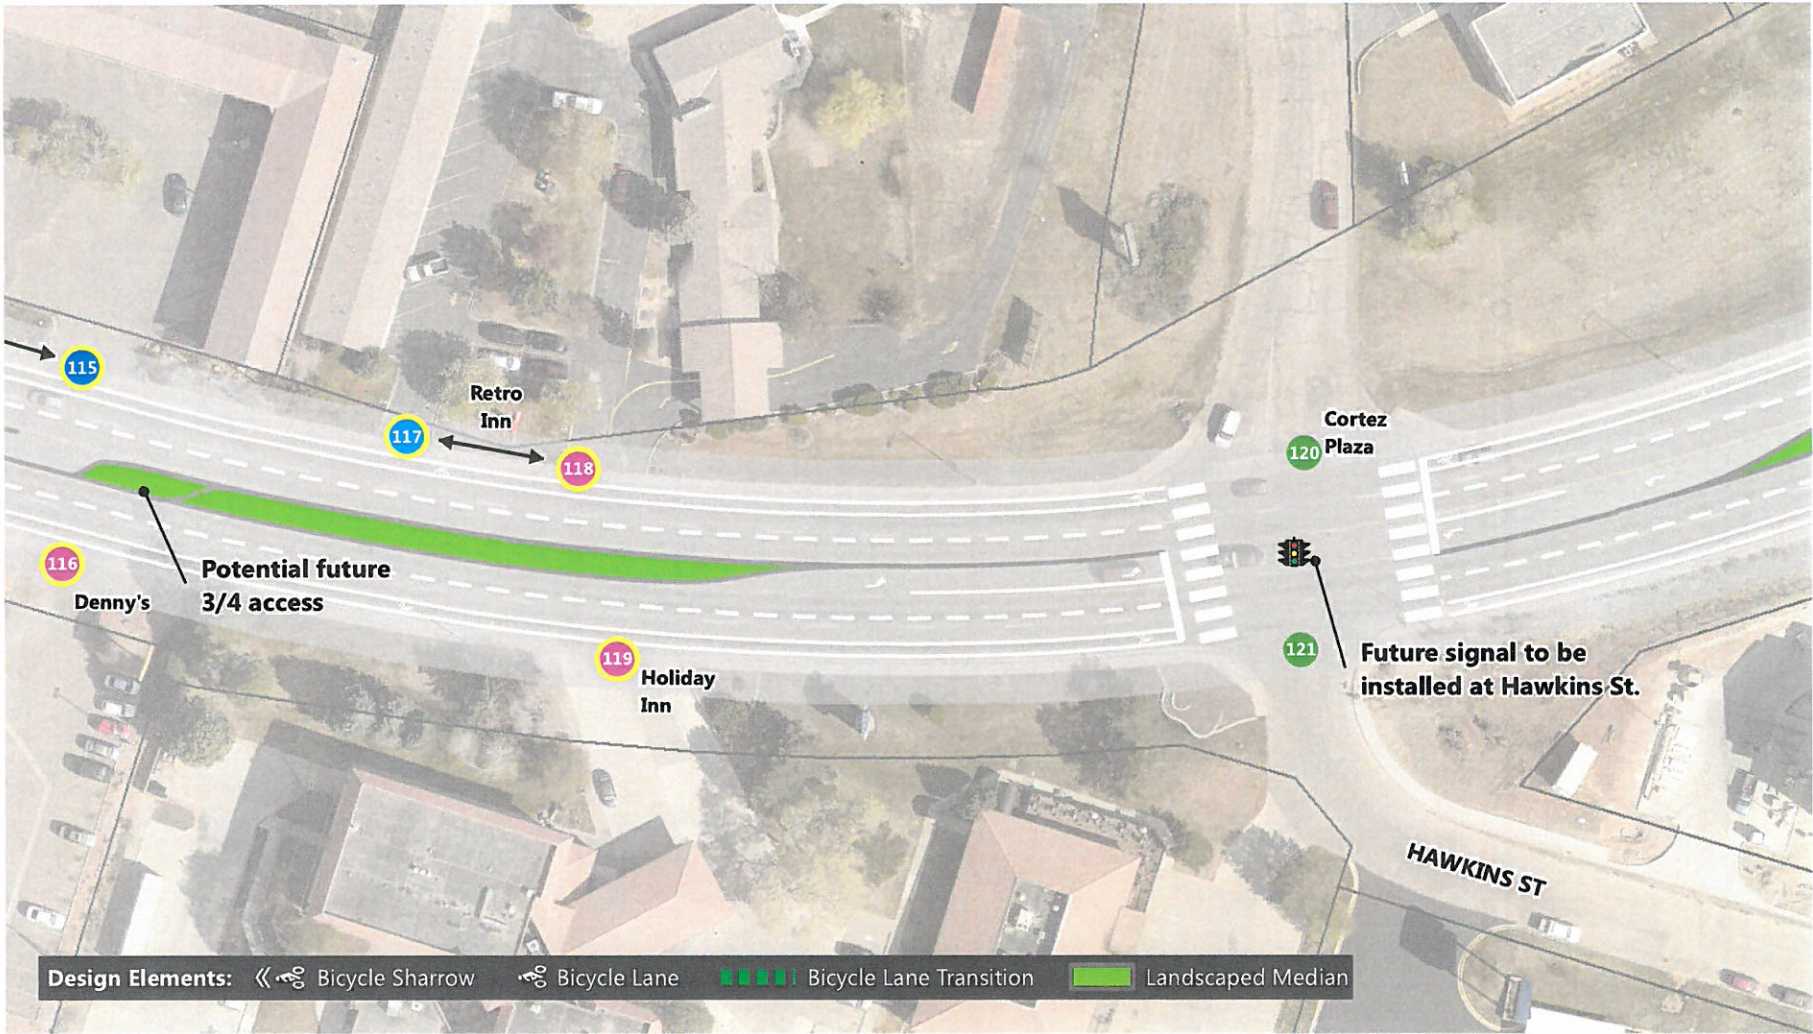 115
Retro
Inn
117
118
Cortez
Plaza
120
116
Denny's
Potential future
3/4 access
119
Holiday
Inn
121
Future signal to be
installed at Hawkins St.
HAWKINS ST
Design Elements: Bicycle Sharrow Bicycle Lane Bicycle Lane Transition Landscaped Median